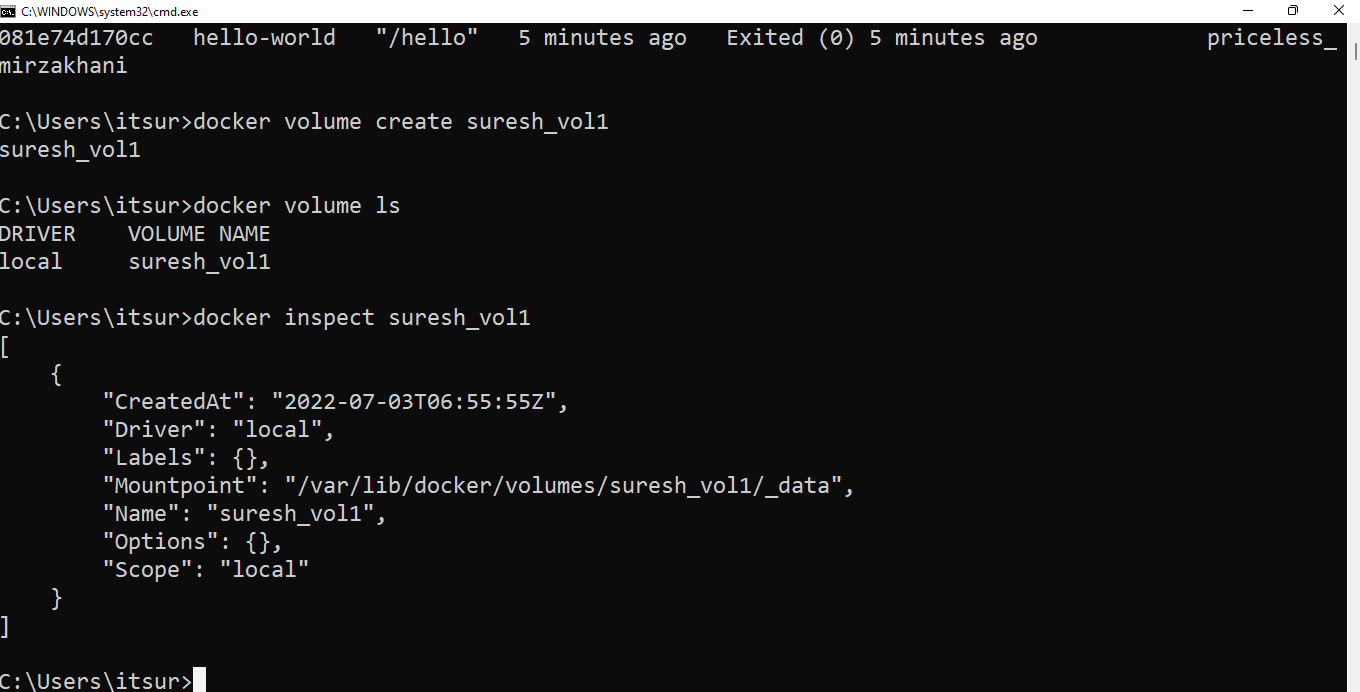 C:\WINDOWS\system32\cmd.exe
081e74d170cc   hello-world   "/hello"   5 minutes ago   Exited (0) 5 minutes ago             priceless_
mirzakhani
C:\Users\itsur>docker volume create suresh_vol1
suresh_vol1
C:\Users\itsur>docker volume ls
DRIVER    VOLUME NAME
local     suresh_vol1
C:\Users\itsur>docker inspect suresh_vol1
[
    {
        "CreatedAt": "2022-07-03T06:55:55Z",
        "Driver": "local",
        "Labels": {},
        "Mountpoint": "/var/lib/docker/volumes/suresh_vol1/_data",
        "Name": "suresh_vol1",
        "Options": {},
        "Scope": "local"
    }
]
C:\Users\itsur>